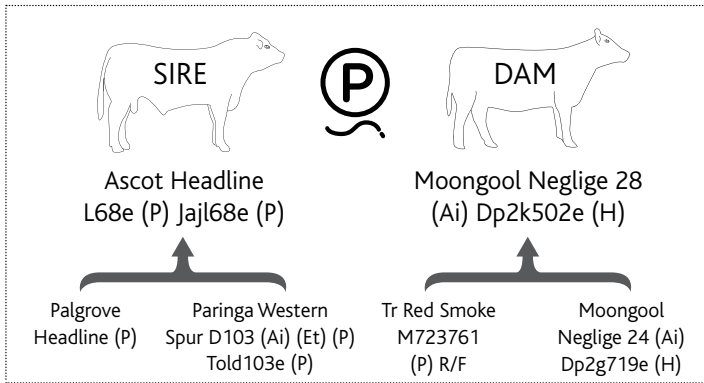 SIRE
P
DAM
Ascot Headline
L68e (P) Jajl68e (P)
Moongool Neglige 28
(Ai) Dp2k502e (H)
Palgrove
Headline (P)
Paringa Western
Spur D103 (Ai) (Et) (P)
Told103e (P)
Tr Red Smoke
M723761
(P) R/F
Moongool
Neglige 24 (Ai)
Dp2g719e (H)